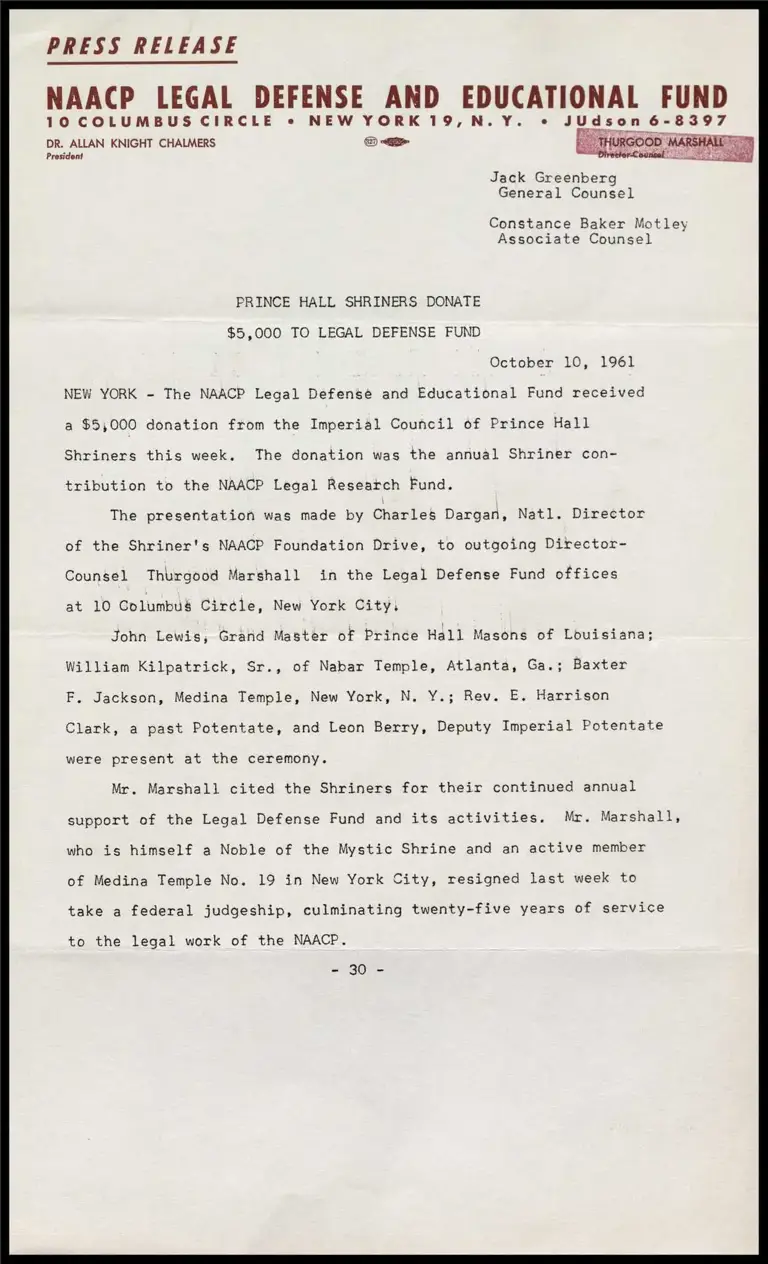 PRESS RELEASE
NAACP LEGAL DEFENSE AND EDUCATIONAL FUND
10 COLUMBUS CIRCLE • NEW YORK 19, N. Y. • JUdson 6-8397
DR. ALLAN KNIGHT CHALMERS
President
THURGOOD MARSHALL
Director-Counsel
Jack Greenberg
General Counsel
Constance Baker Motley
Associate Counsel
PRINCE HALL SHRINERS DONATE
$5,000 TO LEGAL DEFENSE FUND
October 10, 1961
NEW YORK - The NAACP Legal Defense and Educational Fund received
a $5,000 donation from the Imperial Council of Prince Hall
Shriners this week. The donation was the annual Shriner con-
tribution to the NAACP Legal Research Fund.
The presentation was made by Charles Dargan, Natl. Director
of the Shriner's NAACP Foundation Drive, to outgoing Director-
Counsel Thurgood Marshall in the Legal Defense Fund offices
at 10 Columbus Circle, New York City.
John Lewis, Grand Master of Prince Hall Masons of Louisiana;
William Kilpatrick, Sr., of Nabar Temple, Atlanta, Ga.; Baxter
F. Jackson, Medina Temple, New York, N. Y.; Rev. E. Harrison
Clark, a past Potentate, and Leon Berry, Deputy Imperial Potentate
were present at the ceremony.
Mr. Marshall cited the Shriners for their continued annual
support of the Legal Defense Fund and its activities. Mr. Marshall,
who is himself a Noble of the Mystic Shrine and an active member
of Medina Temple No. 19 in New York City, resigned last week to
take a federal judgeship, culminating twenty-five years of service
to the legal work of the NAACP.
- 30 -